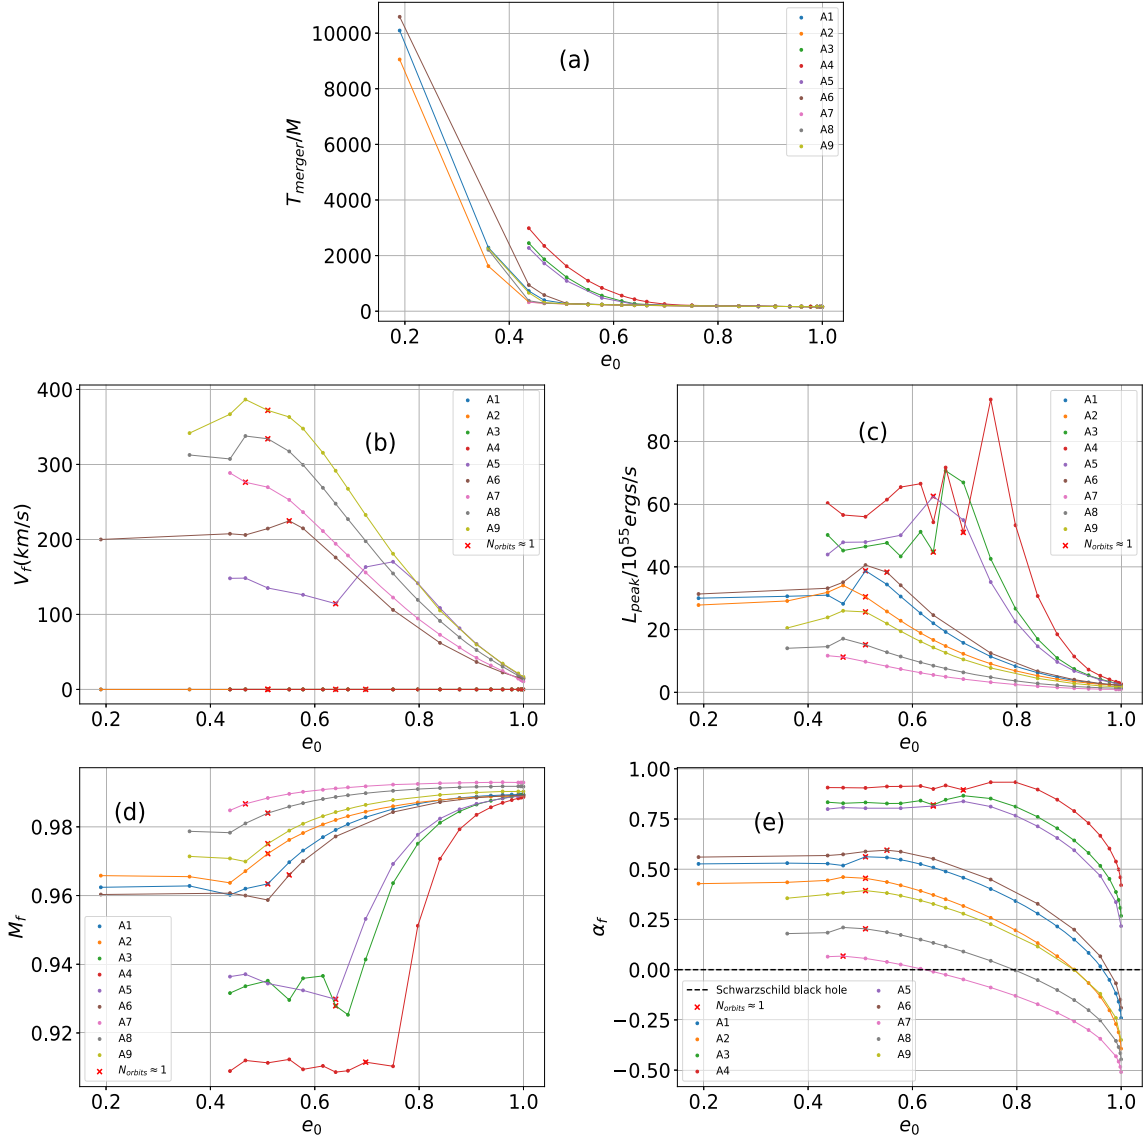 (a)
T_merger/M
10000
8000
6000
4000
2000
0
0.2 0.4 0.6 0.8 1.0
e_0
A1
A2
A3
A4
A5
A6
A7
A8
A9
(b)
V_f(km/s)
400
300
200
100
0
0.2 0.4 0.6 0.8 1.0
e_0
A1
A2
A3
A4
A5
A6
A7
A8
A9
N_orbits ≈ 1
(c)
L_peak/10^55 ergs/s
80
60
40
20
0
0.2 0.4 0.6 0.8 1.0
e_0
A1
A2
A3
A4
A5
A6
A7
A8
A9
N_orbits ≈ 1
(d)
M_f
0.98
0.96
0.94
0.92
0.2 0.4 0.6 0.8 1.0
e_0
A1
A2
A3
A4
A5
A6
A7
A8
A9
N_orbits ≈ 1
(e)
α_f
1.00
0.75
0.50
0.25
0.00
−0.25
−0.50
0.2 0.4 0.6 0.8 1.0
e_0
Schwarzschild black hole
N_orbits ≈ 1
A1
A2
A3
A4
A5
A6
A7
A8
A9